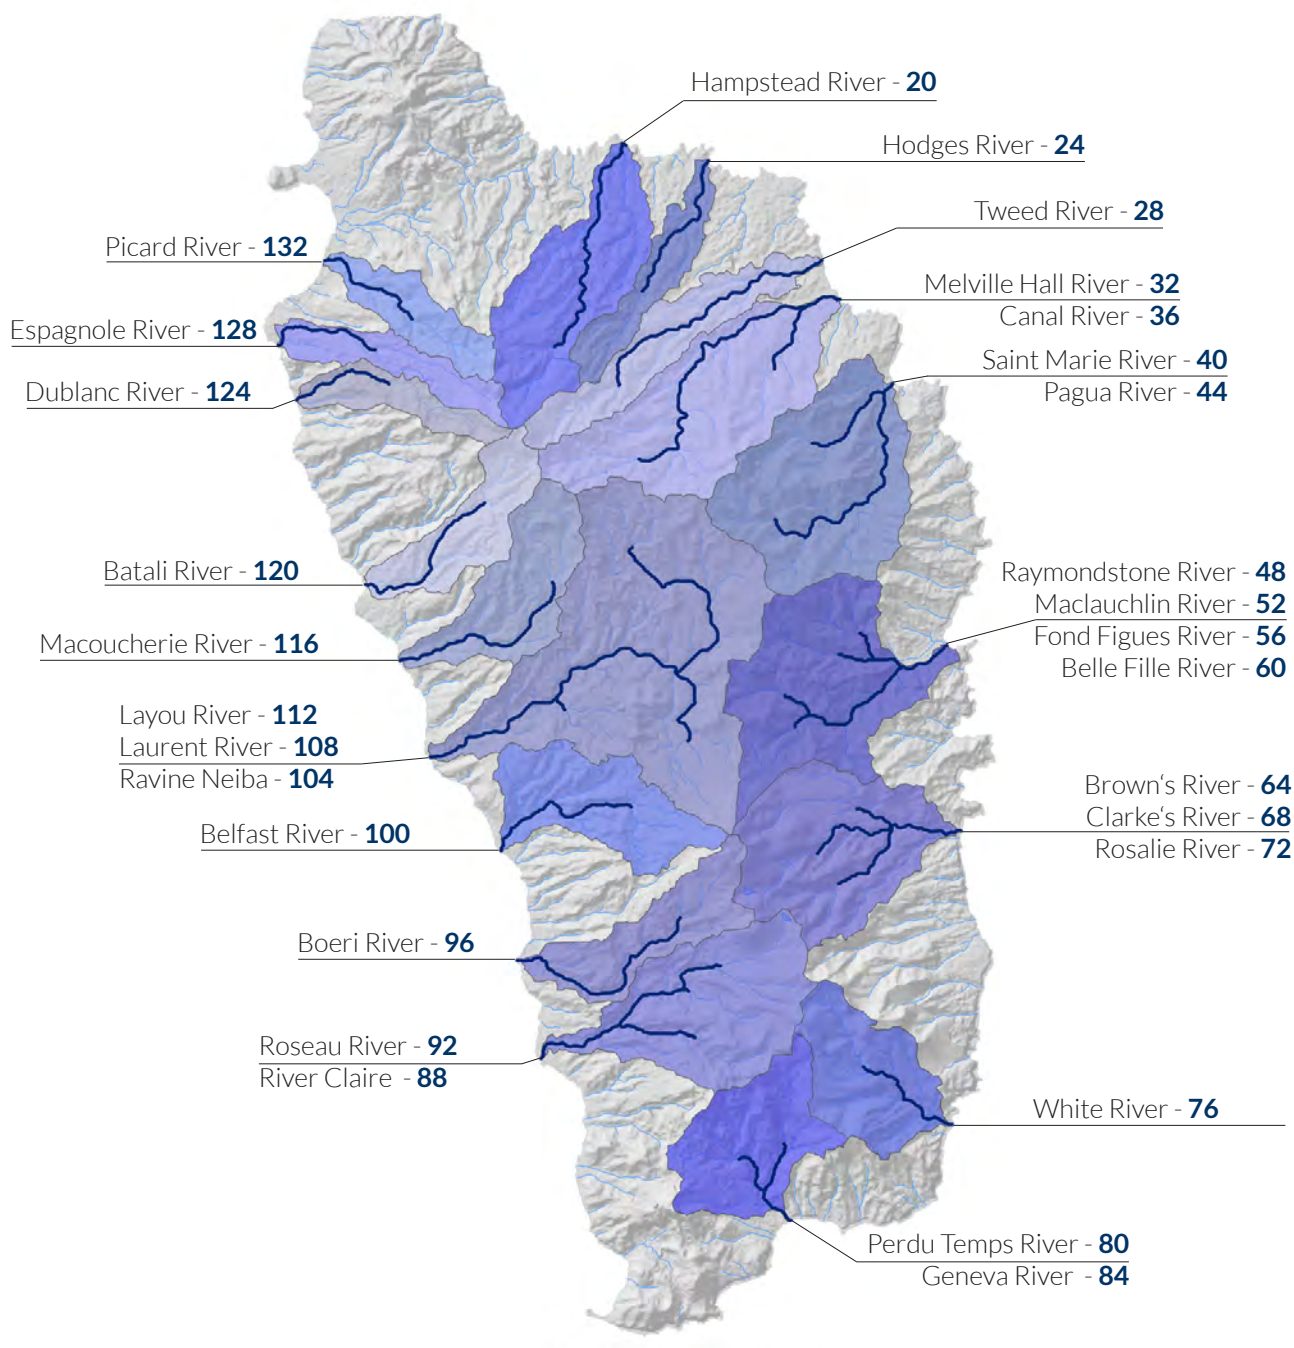 Hampstead River - 20
Hodges River - 24
Tweed River - 28
Picard River - 132
Melville Hall River - 32
Canal River - 36
Espagnole River - 128
Saint Marie River - 40
Pagua River - 44
Dublanc River - 124
Batali River - 120
Raymondstone River - 48
Maclauchlin River - 52
Fond Figues River - 56
Belle Fille River - 60
Macoucherie River - 116
Layou River - 112
Laurent River - 108
Ravine Neiba - 104
Brown‘s River - 64
Clarke‘s River - 68
Rosalie River - 72
Belfast River - 100
Boeri River - 96
Roseau River - 92
River Claire - 88
White River - 76
Perdu Temps River - 80
Geneva River - 84